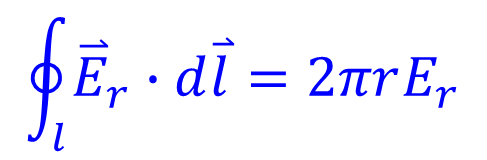 ∮_l E⃗_r · dl⃗ = 2πrE_r